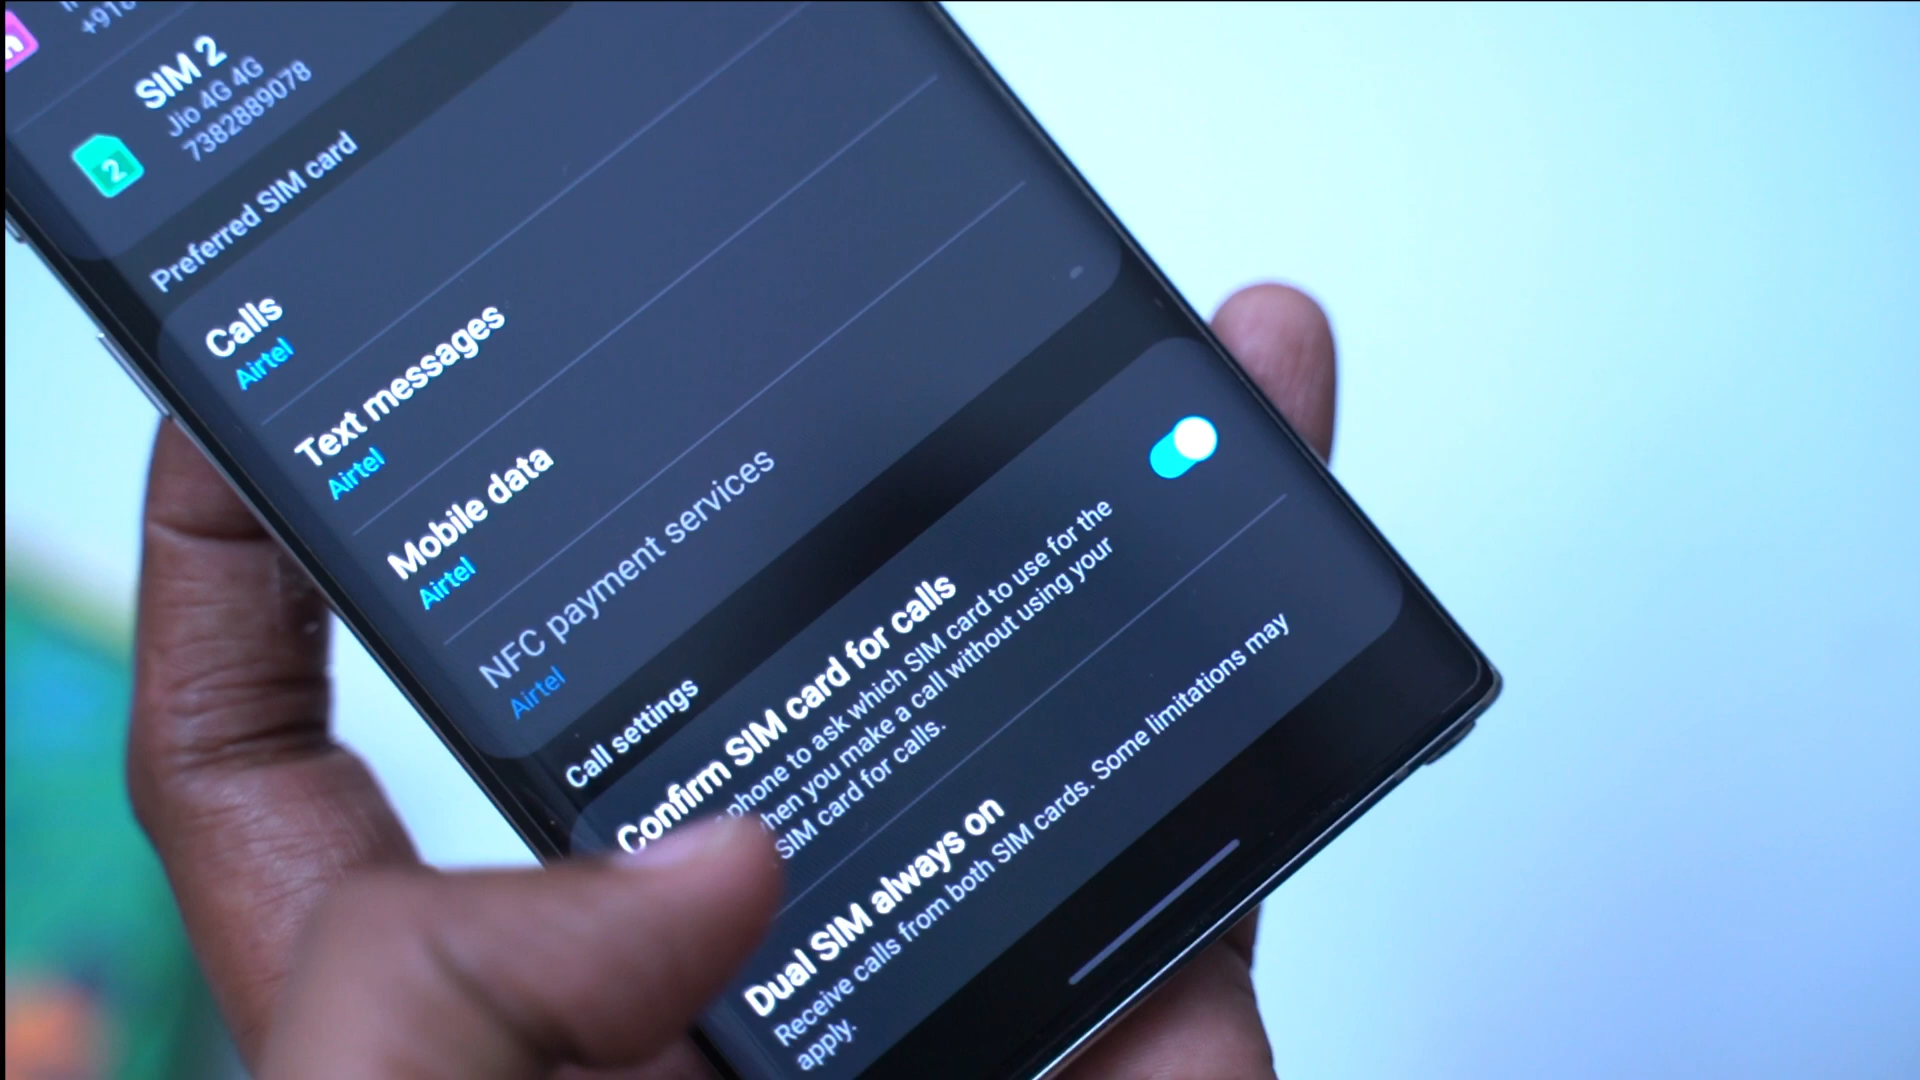 +918
SIM 2
Jio 4G 4G
7382889078
2
Preferred SIM card
Calls
Airtel
Text messages
Airtel
Mobile data
Airtel
NFC payment services
Airtel
Call settings
Confirm SIM card for calls
phone to ask which SIM card to use for the
hen you make a call without using your
SIM card for calls.
Dual SIM always on
Receive calls from both SIM cards. Some limitations may
apply.